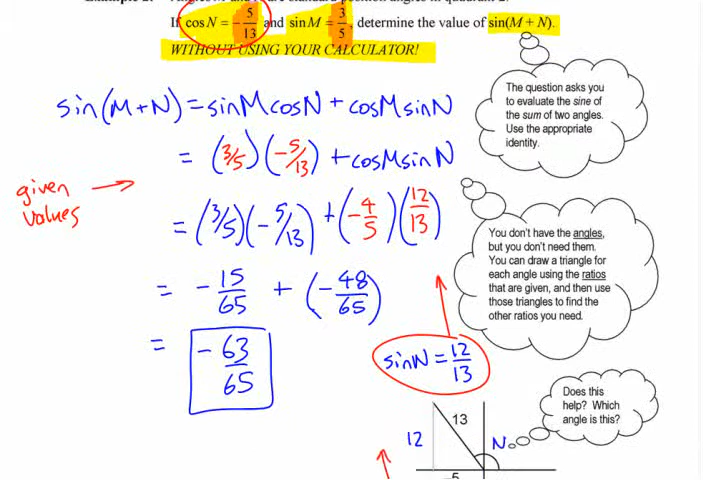 If cos N = -5/13 and sin M = 3/5, determine the value of sin(M + N).
WITHOUT USING YOUR CALCULATOR!
The question asks you
to evaluate the sine of
the sum of two angles.
Use the appropriate
identity.
sin(M+N) = sinMcosN + cosMsinN
= (3/5)(-5/13) + cosMsinN
given
values
= (3/5)(-5/13) + (-4/5)(12/13)
You don't have the angles,
but you don't need them.
You can draw a triangle for
each angle using the ratios
that are given, and then use
those triangles to find the
other ratios you need.
= -15/65 + (-48/65)
= -63/65
sinN = 12/13
Does this
help? Which
angle is this?
13
12
N